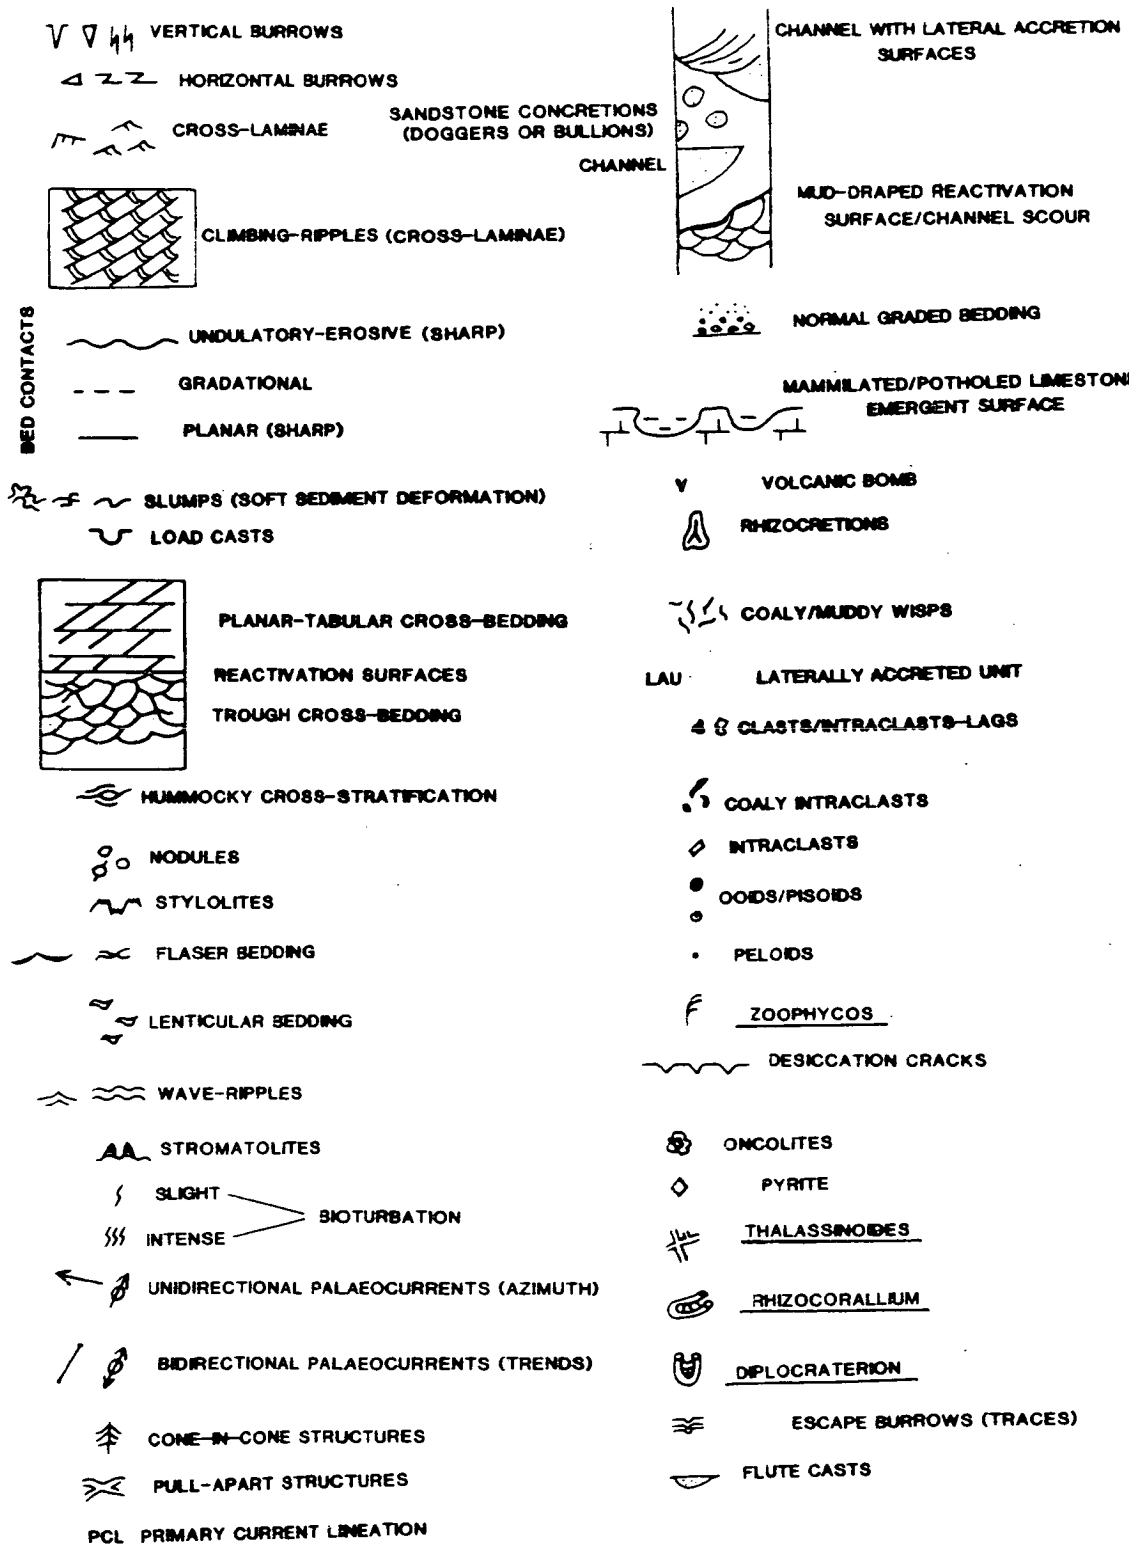 VERTICAL BURROWS
HORIZONTAL BURROWS
CROSS-LAMINAE
CLIMBING-RIPPLES (CROSS-LAMINAE)
BED CONTACTS
UNDULATORY-EROSIVE (SHARP)
GRADATIONAL
PLANAR (SHARP)
SLUMPS (SOFT SEDIMENT DEFORMATION)
LOAD CASTS
PLANAR-TABULAR CROSS-BEDDING
REACTIVATION SURFACES
TROUGH CROSS-BEDDING
HUMMOCKY CROSS-STRATIFICATION
NODULES
STYLOLITES
FLASER BEDDING
LENTICULAR BEDDING
WAVE-RIPPLES
STROMATOLITES
SLIGHT
BIOTURBATION
INTENSE
UNIDIRECTIONAL PALAEOCURRENTS (AZIMUTH)
BIDIRECTIONAL PALAEOCURRENTS (TRENDS)
CONE-IN-CONE STRUCTURES
PULL-APART STRUCTURES
PCL PRIMARY CURRENT LINEATION
CHANNEL WITH LATERAL ACCRETION
SURFACES
SANDSTONE CONCRETIONS
(DOGGERS OR BULLIONS)
CHANNEL
MUD-DRAPED REACTIVATION
SURFACE/CHANNEL SCOUR
NORMAL GRADED BEDDING
MAMMILATED/POTHOLED LIMESTONE
EMERGENT SURFACE
VOLCANIC BOMB
RHIZOCRETIONS
COALY/MUDDY WISPS
LAU LATERALLY ACCRETED UNIT
CLASTS/INTRACLASTS-LAGS
COALY INTRACLASTS
INTRACLASTS
OOIDS/PISOIDS
PELOIDS
ZOOPHYCOS
DESICCATION CRACKS
ONCOLITES
PYRITE
THALASSINOIDES
RHIZOCORALLIUM
DIPLOCRATERION
ESCAPE BURROWS (TRACES)
FLUTE CASTS